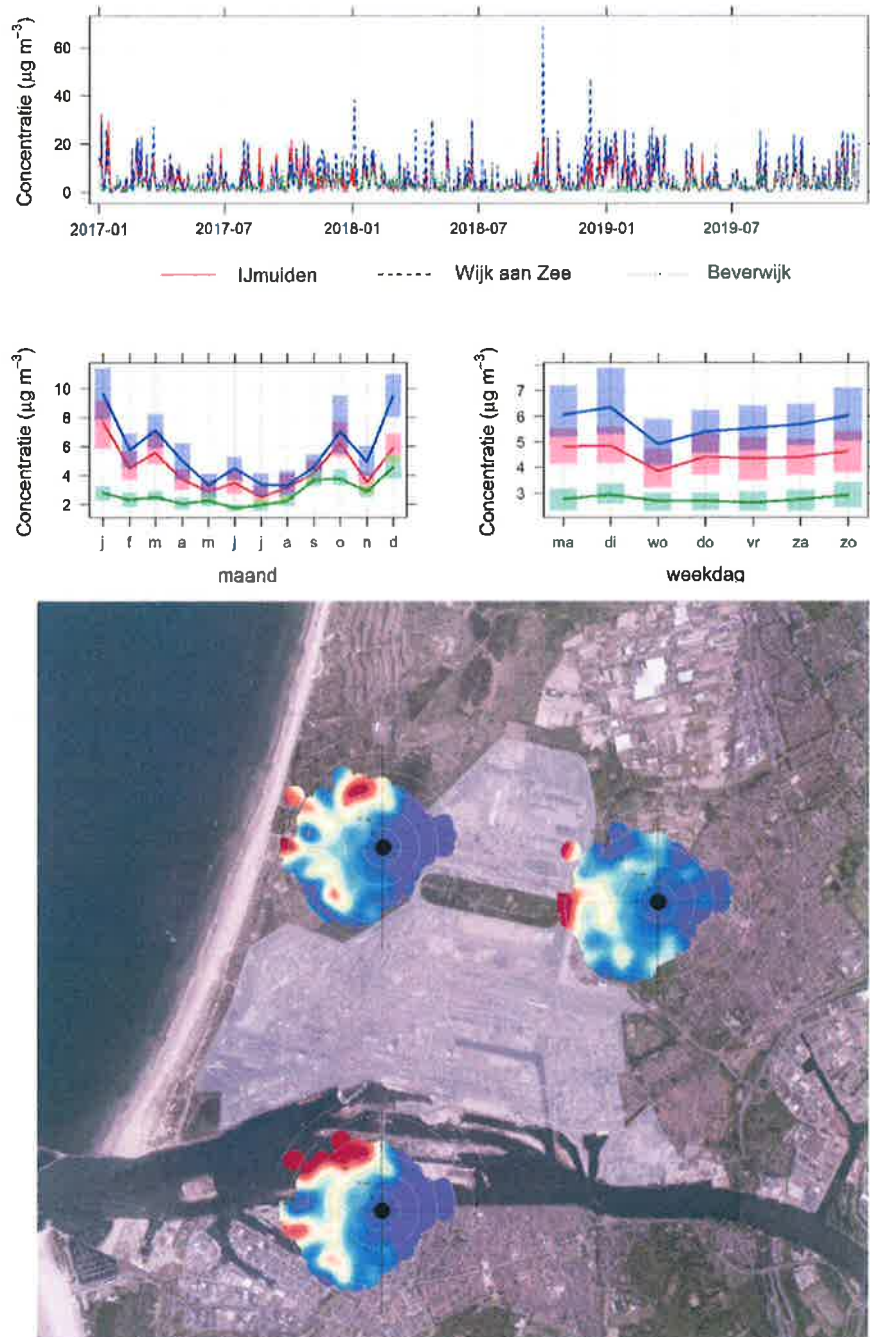 Concentratie (µg m⁻³)
60
40
20
0
2017-01 2017-07 2018-01 2018-07 2019-01 2019-07
IJmuiden Wijk aan Zee Beverwijk
Concentratie (µg m⁻³)
10
8
6
4
2
j f m a m j j a s o n d
maand
Concentratie (µg m⁻³)
7
6
5
4
3
ma di wo do vr za zo
weekdag